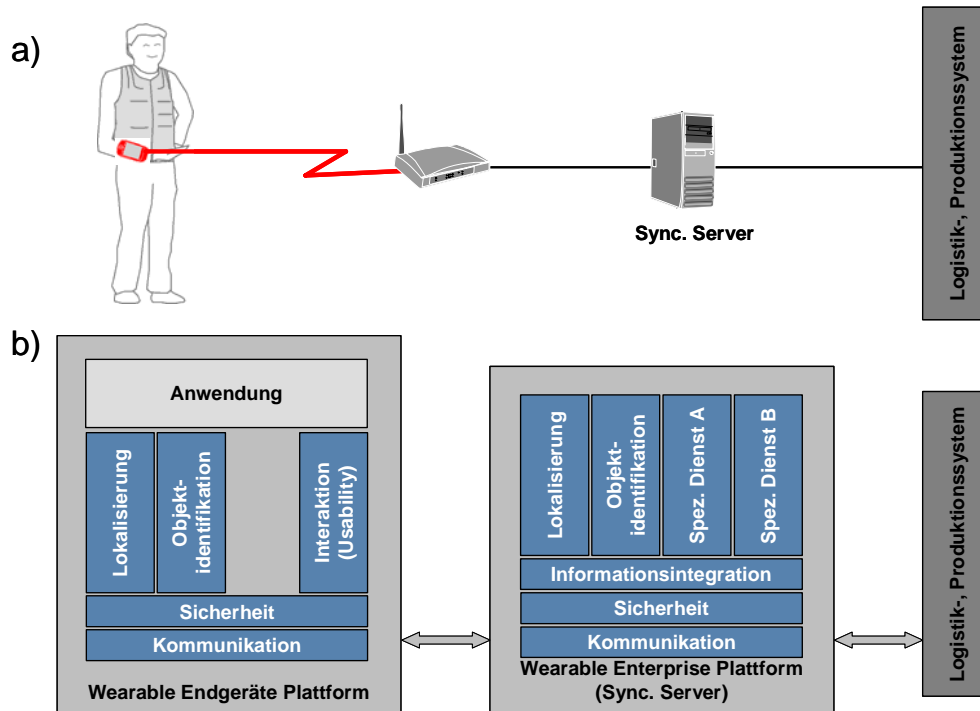 a)
Sync. Server
Logistik-, Produktionssystem
b)
Anwendung
Lokalisierung
Objekt-
identifikation
Interaktion
(Usability)
Sicherheit
Kommunikation
Wearable Endgeräte Plattform
Lokalisierung
Objekt-
identifikation
Spez. Dienst A
Spez. Dienst B
Informationsintegration
Sicherheit
Kommunikation
Wearable Enterprise Plattform
(Sync. Server)
Logistik-, Produktionssystem